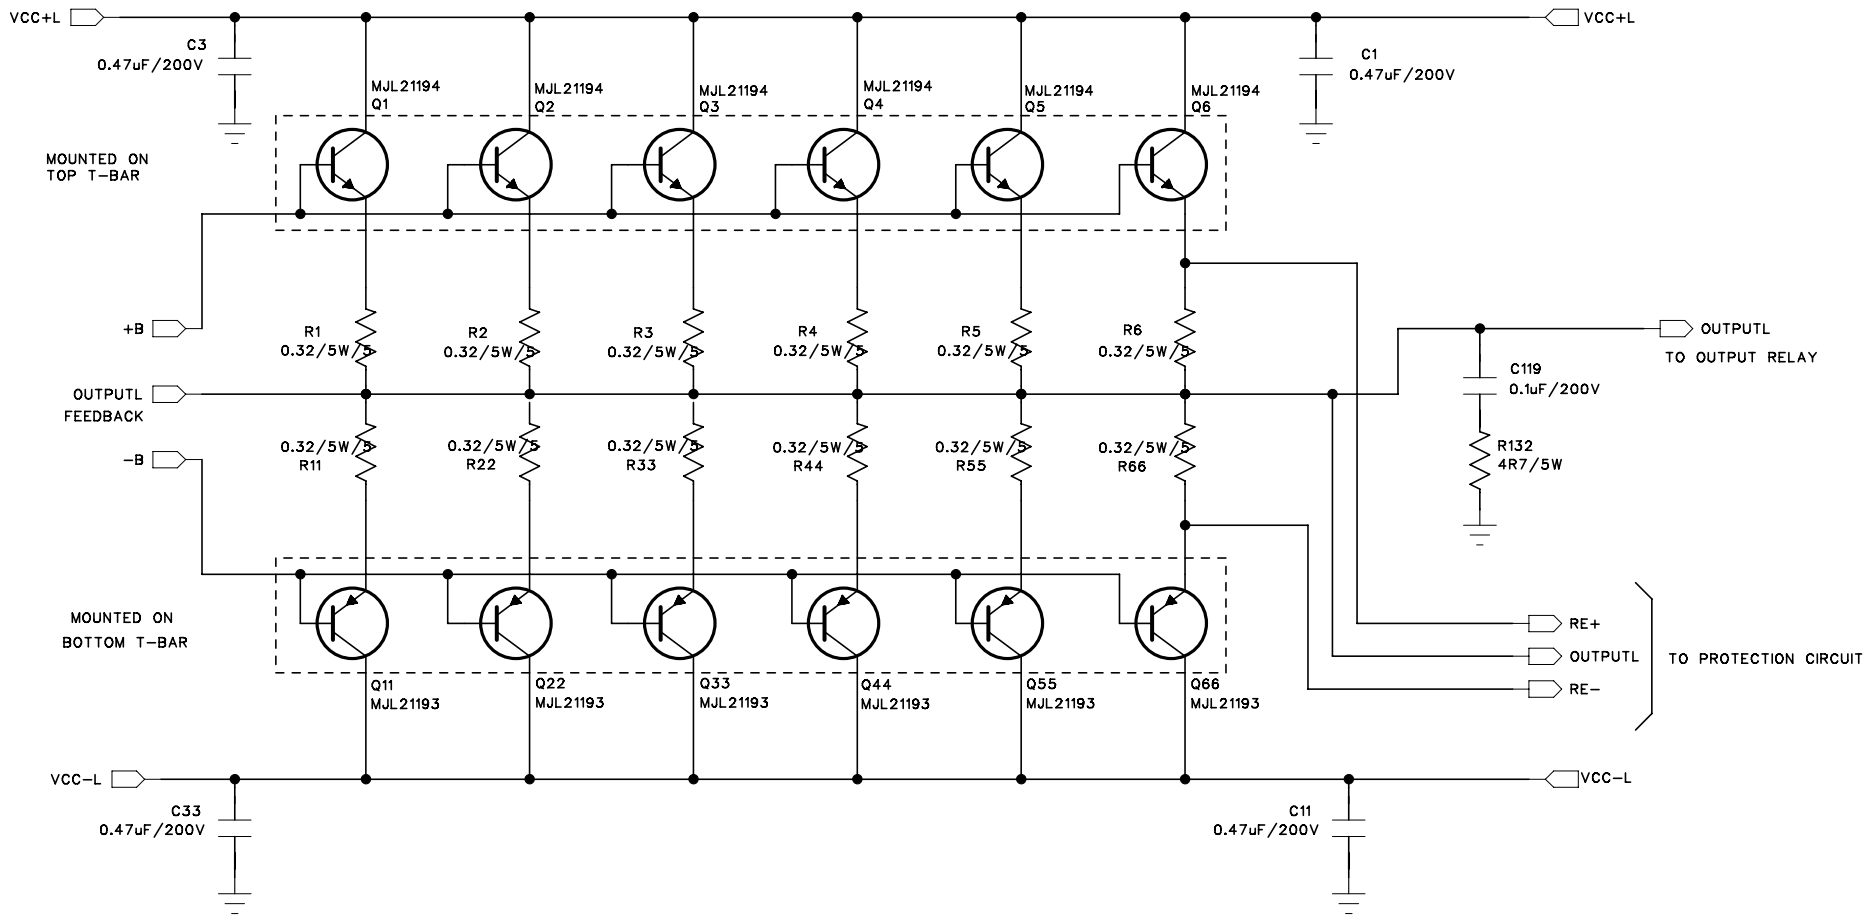 VCC+L
VCC+L
C3
0.47uF/200V
C1
0.47uF/200V
MJL21194
Q1
MJL21194
Q2
MJL21194
Q3
MJL21194
Q4
MJL21194
Q5
MJL21194
Q6
MOUNTED ON
TOP T-BAR
+B
R1
0.32/5W/5
R2
0.32/5W/5
R3
0.32/5W/5
R4
0.32/5W/5
R5
0.32/5W/5
R6
0.32/5W/5
OUTPUTL
TO OUTPUT RELAY
C119
0.1uF/200V
OUTPUTL
FEEDBACK
-B
0.32/5W/5
R11
0.32/5W/5
R22
0.32/5W/5
R33
0.32/5W/5
R44
0.32/5W/5
R55
0.32/5W/5
R66
R132
4R7/5W
MOUNTED ON
BOTTOM T-BAR
RE+
OUTPUTL
RE-
TO PROTECTION CIRCUIT
Q11
MJL21193
Q22
MJL21193
Q33
MJL21193
Q44
MJL21193
Q55
MJL21193
Q66
MJL21193
VCC-L
VCC-L
C33
0.47uF/200V
C11
0.47uF/200V